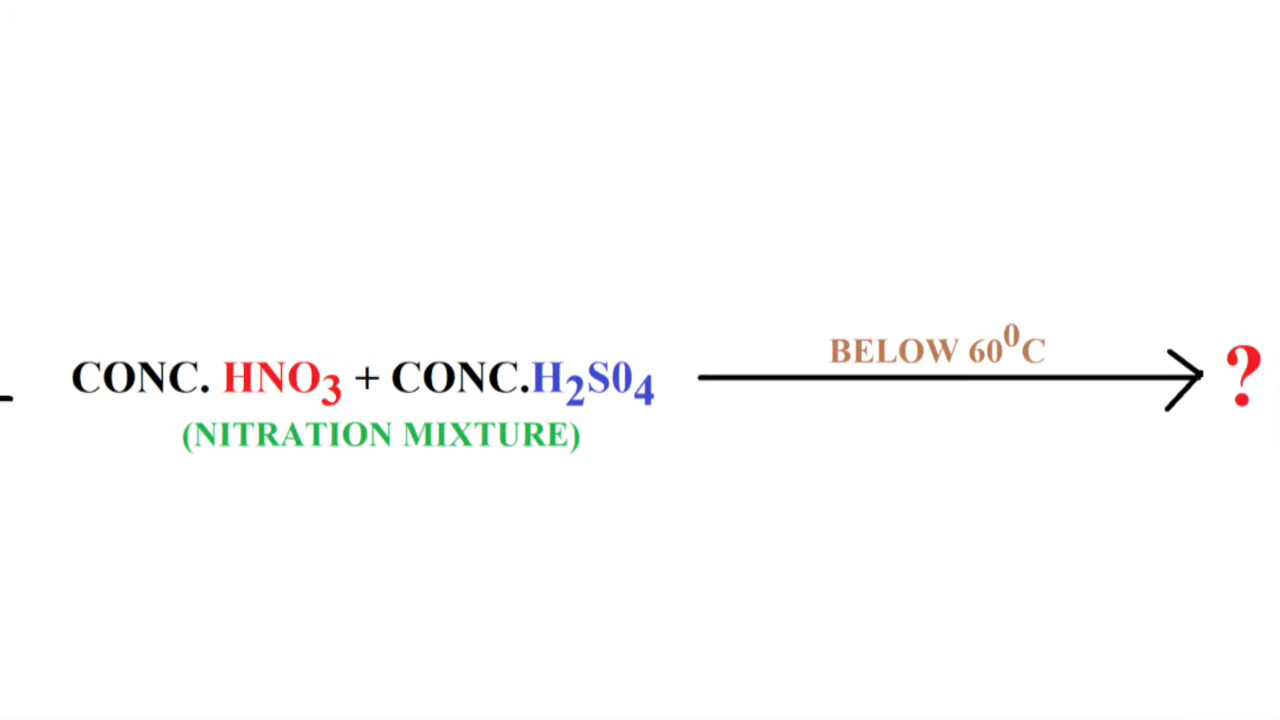 BELOW 60⁰C
CONC. HNO₃ + CONC.H₂S0₄ ?
(NITRATION MIXTURE)